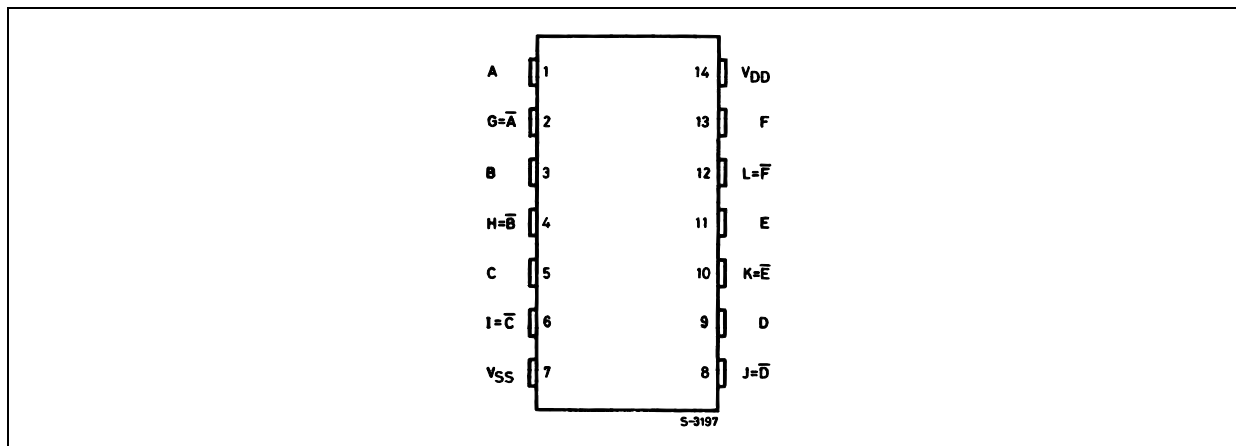 A 1 14 VDD
G=A̅ 2 13 F
B 3 12 L=F̅
H=B̅ 4 11 E
C 5 10 K=E̅
I=C̅ 6 9 D
VSS 7 8 J=D̅
S-3197